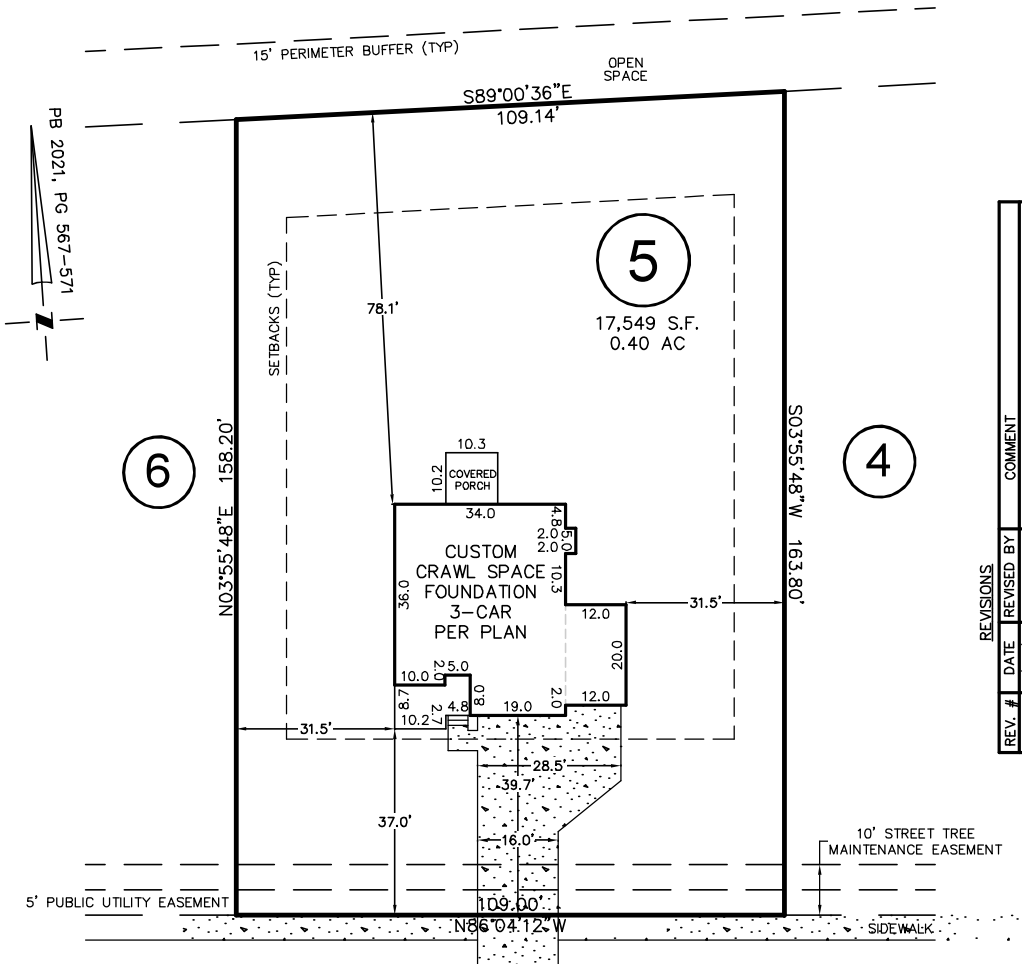 15' PERIMETER BUFFER (TYP)
OPEN
SPACE
S89°00'36"E
109.14'
PB 2021, PG 567-571
N
SETBACKS (TYP)
78.1'
5
17,549 S.F.
0.40 AC
6
N03°55'48"E 158.20'
S03°55'48"W 163.80'
4
10.3
10.2
COVERED
PORCH
34.0
4.8
2.0
5.0
2.0
10.3
36.0
CUSTOM
CRAWL SPACE
FOUNDATION
3-CAR
PER PLAN
12.0
31.5'
20.0
10.0
2.0
5.0
8.7
10.2
2.7
4.8
8.0
19.0
2.0
12.0
31.5'
28.5'
39.7'
37.0'
16.0'
10' STREET TREE
MAINTENANCE EASEMENT
5' PUBLIC UTILITY EASEMENT
109.00'
N86°04'12"W
SIDEWALK
REVISIONS
REV. # DATE REVISED BY COMMENT